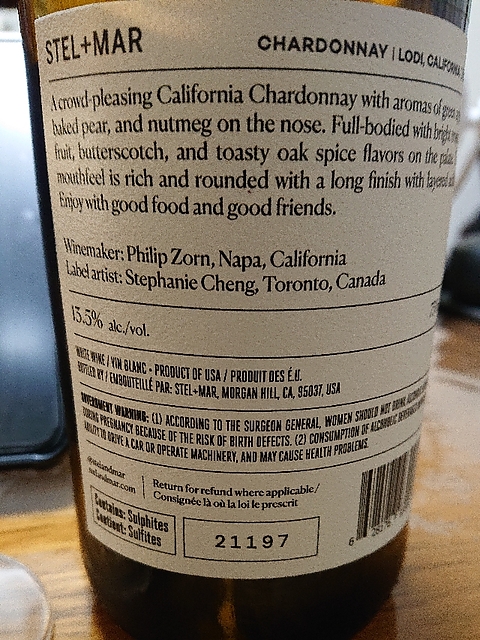 STEL+MAR
CHARDONNAY | LODI, CALIFORNIA
A crowd-pleasing California Chardonnay with aromas of green
baked pear, and nutmeg on the nose. Full-bodied with bright
fruit, butterscotch, and toasty oak spice flavors on the
mouthfeel is rich and rounded with a long finish with layered
Enjoy with good food and good friends.
Winemaker: Philip Zorn, Napa, California
Label artist: Stephanie Cheng, Toronto, Canada
13.5% alc./vol.
WHITE WINE / VIN BLANC • PRODUCT OF USA / PRODUIT DES É.U.
BOTTLED BY / EMBOUTEILLÉ PAR: STEL+MAR, MORGAN HILL, CA, 95037, USA
GOVERNMENT WARNING: (1) ACCORDING TO THE SURGEON GENERAL, WOMEN SHOULD NOT DRINK
DURING PREGNANCY BECAUSE OF THE RISK OF BIRTH DEFECTS. (2) CONSUMPTION OF ALCOHOLIC
ABILITY TO DRIVE A CAR OR OPERATE MACHINERY, AND MAY CAUSE HEALTH PROBLEMS.
@stelandmar
stelandmar.com
Return for refund where applicable/
Consignée là où la loi le prescrit
Contains: Sulphites
Contient: Sulfites
21197
6